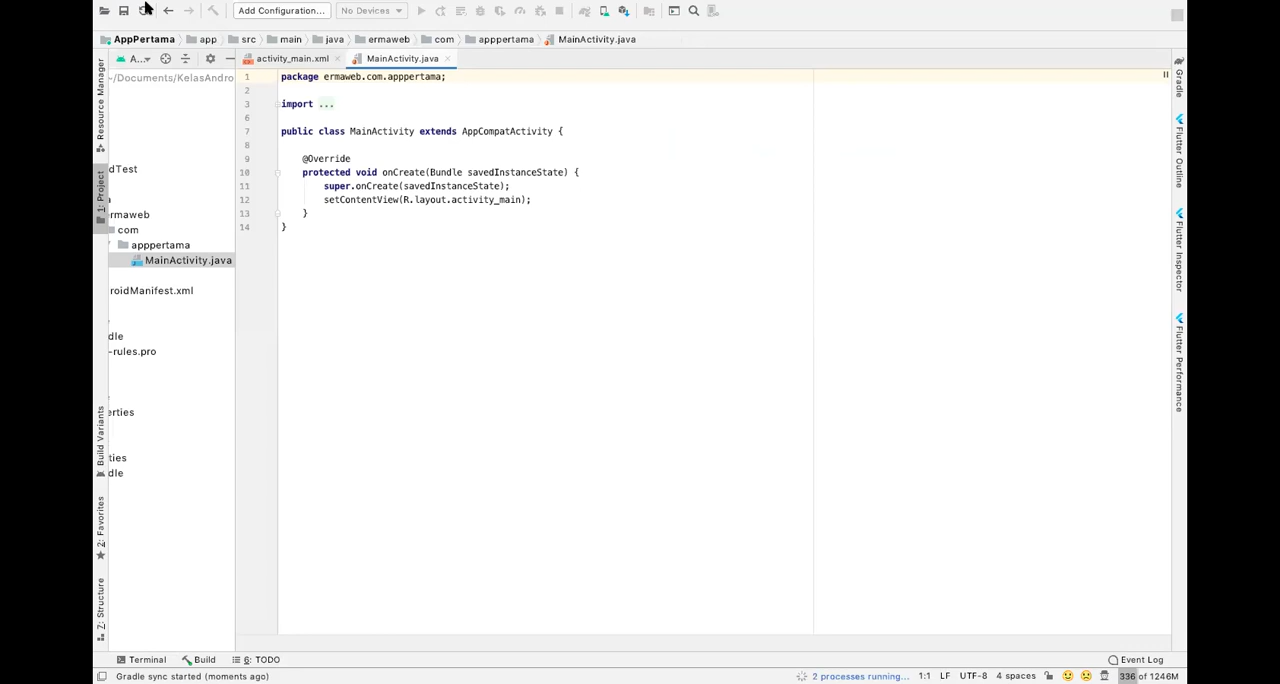 Add Configuration...
No Devices
AppPertama
app
src
main
java
ermaweb
com
apppertama
MainActivity.java
A...
activity_main.xml
MainActivity.java
Resource Manager
1: Project
Build Variants
2: Favorites
7: Structure
~/Documents/KelasAndro
dTest
rmaweb
com
apppertama
MainActivity.java
roidManifest.xml
dle
-rules.pro
erties
ties
dle
1 package ermaweb.com.apppertama;
2
3 import ...
6
7 public class MainActivity extends AppCompatActivity {
8
9 @Override
10 protected void onCreate(Bundle savedInstanceState) {
11 super.onCreate(savedInstanceState);
12 setContentView(R.layout.activity_main);
13 }
14 }
Gradle
Flutter Outline
Flutter Inspector
Flutter Performance
Terminal
Build
6: TODO
Event Log
Gradle sync started (moments ago)
2 processes running...
1:1
LF
UTF-8
4 spaces
336 of 1246M